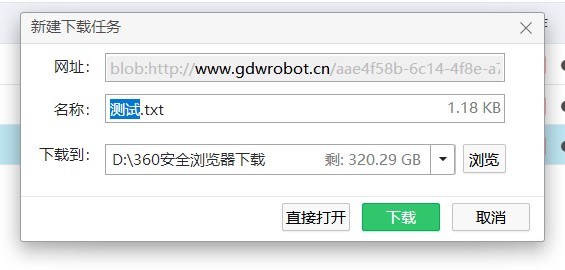 新建下载任务
网址： blob:http://www.gdwrobot.cn/aae4f58b-6c14-4f8e-a7
名称： 测试.txt 1.18 KB
下载到： D:\360安全浏览器下载 剩: 320.29 GB 浏览
直接打开 下载 取消